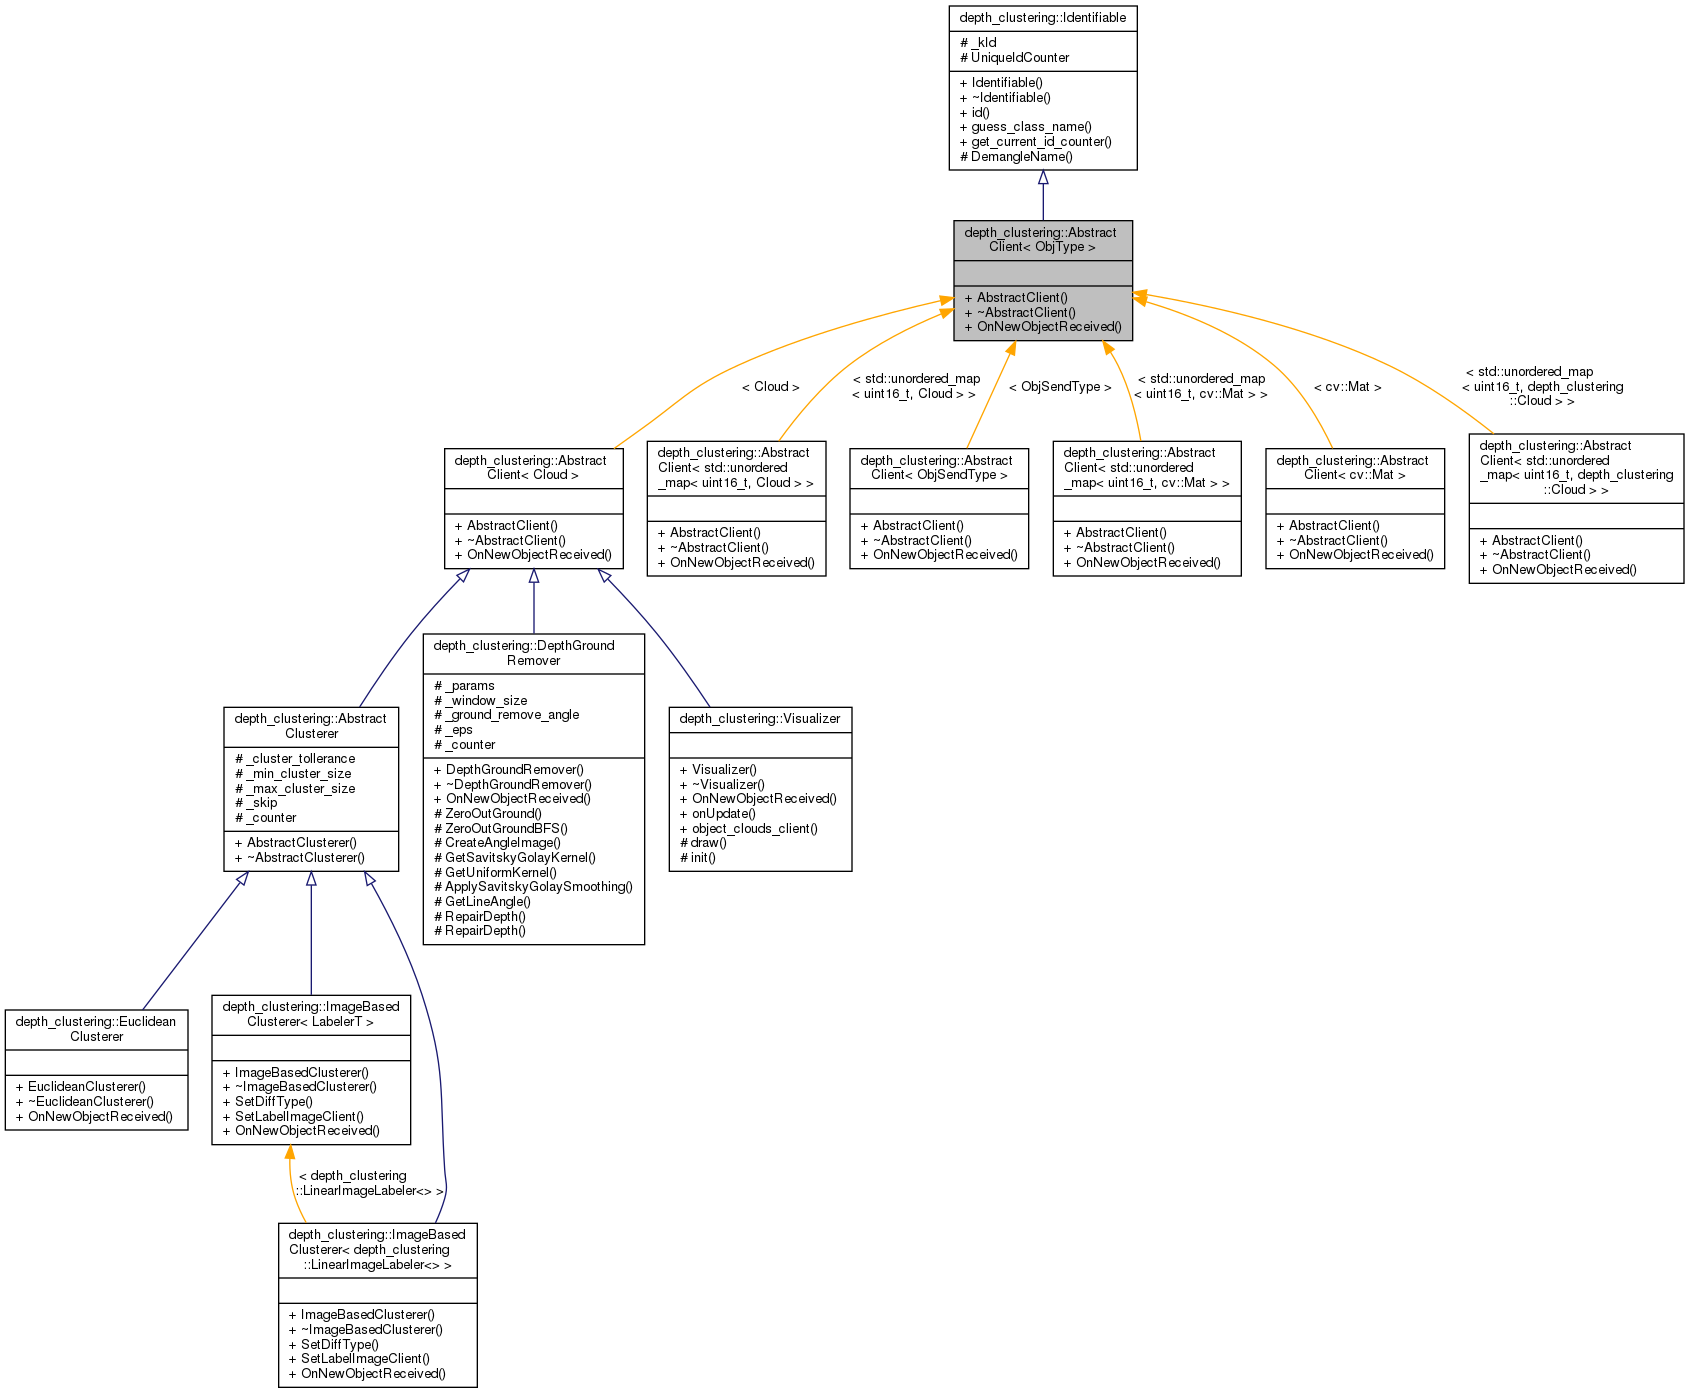 depth_clustering::Identifiable
# _kId
# UniqueIdCounter
+ Identifiable()
+ ~Identifiable()
+ id()
+ guess_class_name()
+ get_current_id_counter()
# DemangleName()
depth_clustering::Abstract
Client< ObjType >
+ AbstractClient()
+ ~AbstractClient()
+ OnNewObjectReceived()
< Cloud >
< std::unordered_map
< uint16_t, Cloud > >
< ObjSendType >
< std::unordered_map
< uint16_t, cv::Mat > >
< cv::Mat >
< std::unordered_map
< uint16_t, depth_clustering
::Cloud > >
depth_clustering::Abstract
Client< Cloud >
+ AbstractClient()
+ ~AbstractClient()
+ OnNewObjectReceived()
depth_clustering::Abstract
Client< std::unordered
_map< uint16_t, Cloud > >
+ AbstractClient()
+ ~AbstractClient()
+ OnNewObjectReceived()
depth_clustering::Abstract
Client< ObjSendType >
+ AbstractClient()
+ ~AbstractClient()
+ OnNewObjectReceived()
depth_clustering::Abstract
Client< std::unordered
_map< uint16_t, cv::Mat > >
+ AbstractClient()
+ ~AbstractClient()
+ OnNewObjectReceived()
depth_clustering::Abstract
Client< cv::Mat >
+ AbstractClient()
+ ~AbstractClient()
+ OnNewObjectReceived()
depth_clustering::Abstract
Client< std::unordered
_map< uint16_t, depth_clustering
::Cloud > >
+ AbstractClient()
+ ~AbstractClient()
+ OnNewObjectReceived()
depth_clustering::Abstract
Clusterer
# _cluster_tollerance
# _min_cluster_size
# _max_cluster_size
# _skip
# _counter
+ AbstractClusterer()
+ ~AbstractClusterer()
depth_clustering::DepthGround
Remover
# _params
# _window_size
# _ground_remove_angle
# _eps
# _counter
+ DepthGroundRemover()
+ ~DepthGroundRemover()
+ OnNewObjectReceived()
# ZeroOutGround()
# ZeroOutGroundBFS()
# CreateAngleImage()
# GetSavitskyGolayKernel()
# GetUniformKernel()
# ApplySavitskyGolaySmoothing()
# GetLineAngle()
# RepairDepth()
# RepairDepth()
depth_clustering::Visualizer
+ Visualizer()
+ ~Visualizer()
+ OnNewObjectReceived()
+ onUpdate()
+ object_clouds_client()
# draw()
# init()
depth_clustering::Euclidean
Clusterer
+ EuclideanClusterer()
+ ~EuclideanClusterer()
+ OnNewObjectReceived()
depth_clustering::ImageBased
Clusterer< LabelerT >
+ ImageBasedClusterer()
+ ~ImageBasedClusterer()
+ SetDiffType()
+ SetLabelImageClient()
+ OnNewObjectReceived()
< depth_clustering
::LinearImageLabeler<> >
depth_clustering::ImageBased
Clusterer< depth_clustering
::LinearImageLabeler<> >
+ ImageBasedClusterer()
+ ~ImageBasedClusterer()
+ SetDiffType()
+ SetLabelImageClient()
+ OnNewObjectReceived()